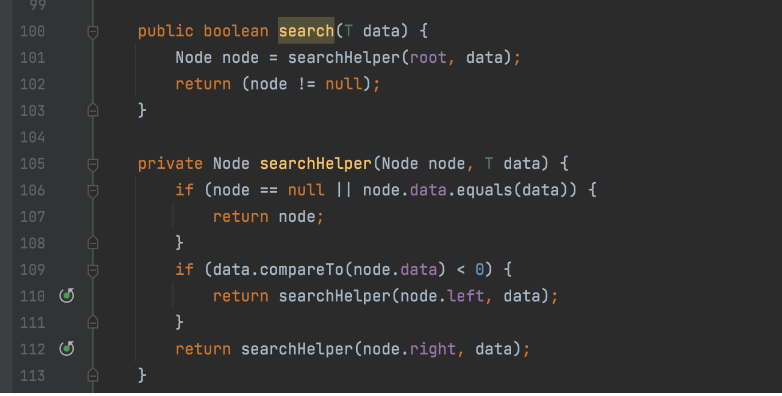 99
100 public boolean search(T data) {
101 Node node = searchHelper(root, data);
102 return (node != null);
103 }
104
105 private Node searchHelper(Node node, T data) {
106 if (node == null || node.data.equals(data)) {
107 return node;
108 }
109 if (data.compareTo(node.data) < 0) {
110 return searchHelper(node.left, data);
111 }
112 return searchHelper(node.right, data);
113 }